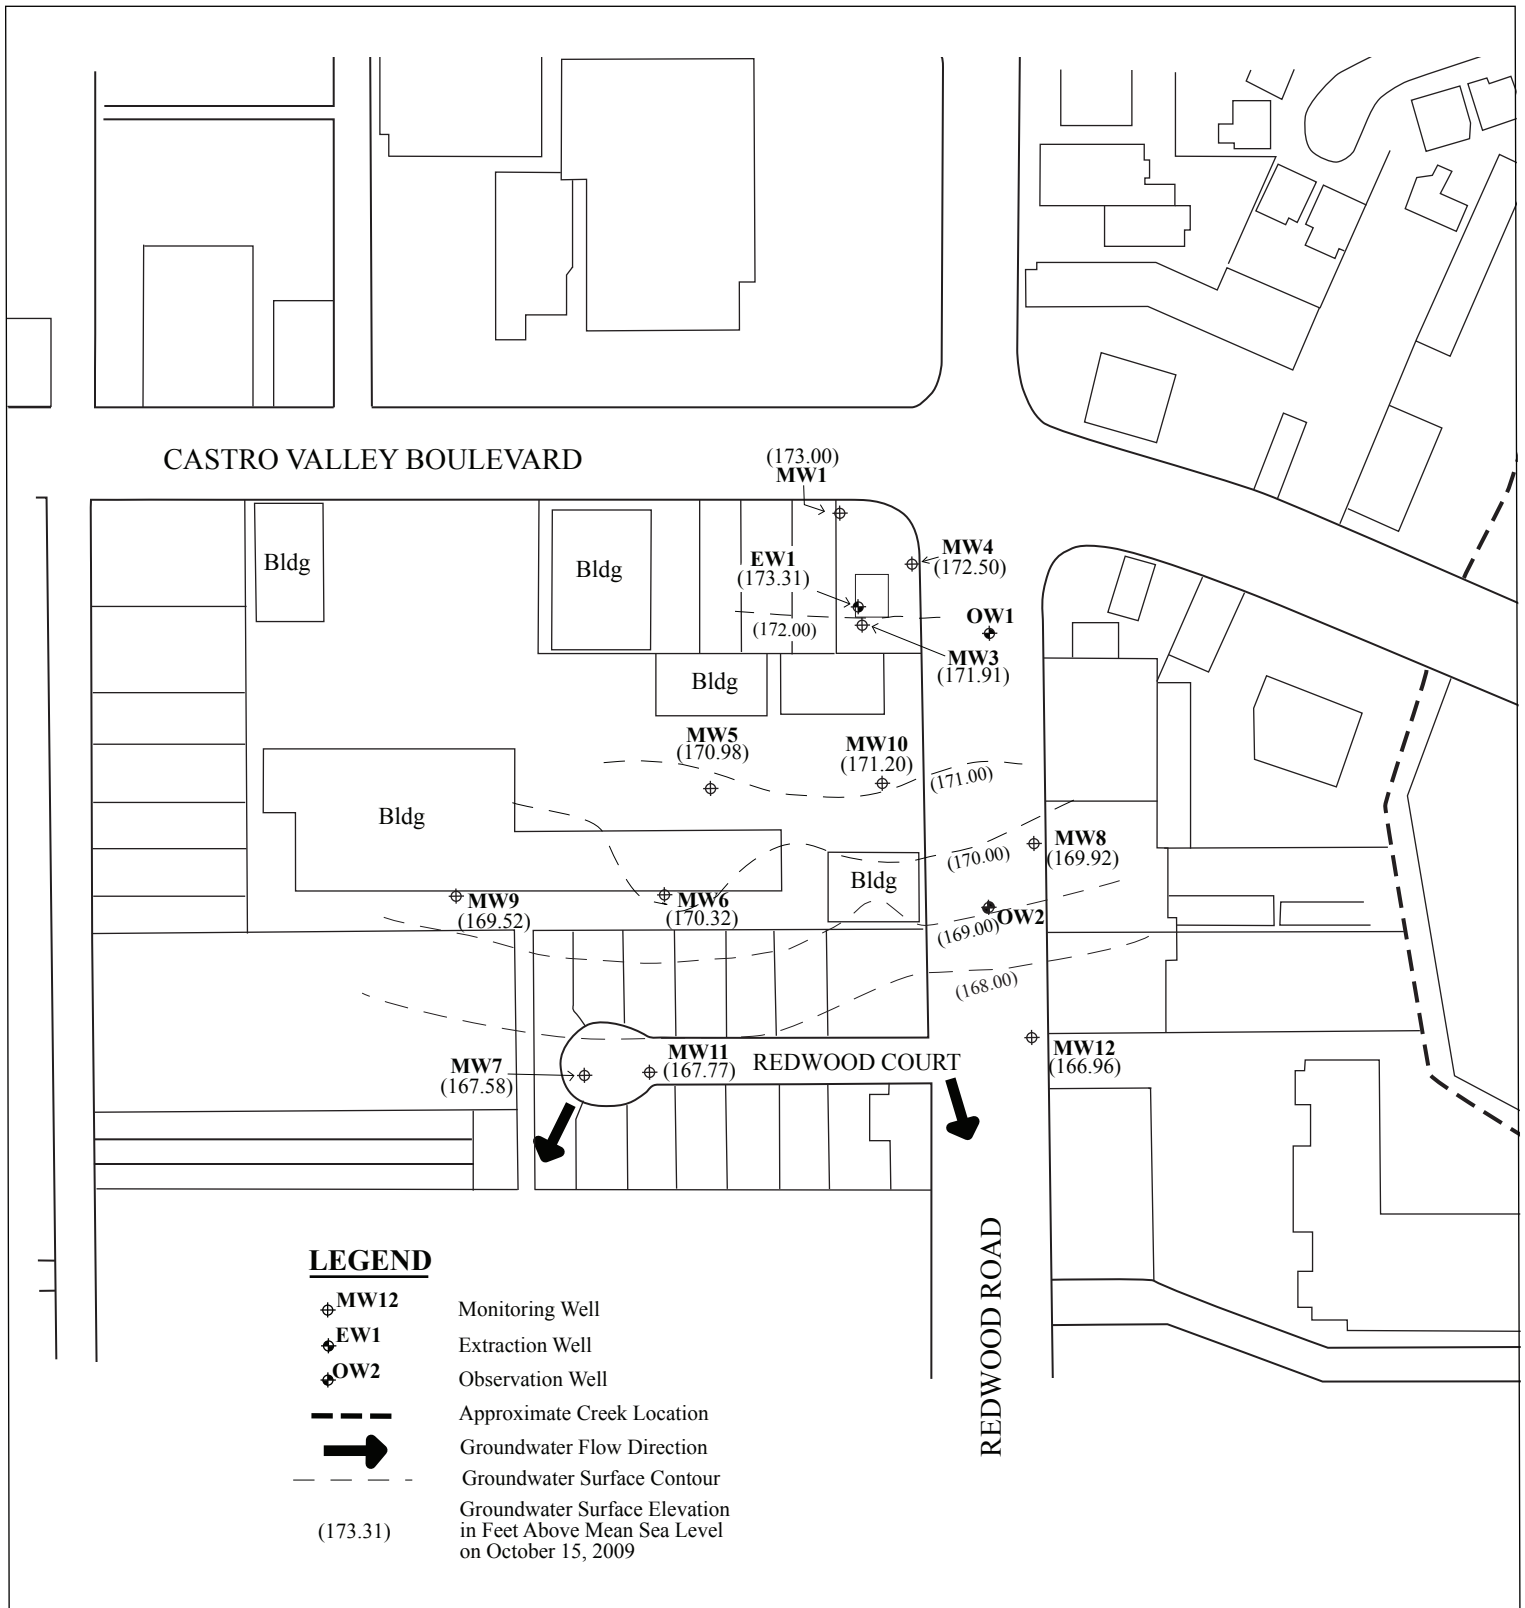 CASTRO VALLEY BOULEVARD
(173.00)
MW1
Bldg
Bldg
EW1
(173.31)
MW4
(172.50)
OW1
(172.00)
MW3
(171.91)
Bldg
MW5
(170.98)
MW10
(171.20)
(171.00)
Bldg
MW8
(169.92)
(170.00)
Bldg
MW9
(169.52)
MW6
(170.32)
OW2
(169.00)
(168.00)
MW7
(167.58)
MW11
(167.77)
REDWOOD COURT
MW12
(166.96)
REDWOOD ROAD
LEGEND
MW12
Monitoring Well
EW1
Extraction Well
OW2
Observation Well
Approximate Creek Location
Groundwater Flow Direction
Groundwater Surface Contour
(173.31)
Groundwater Surface Elevation
in Feet Above Mean Sea Level
on October 15, 2009